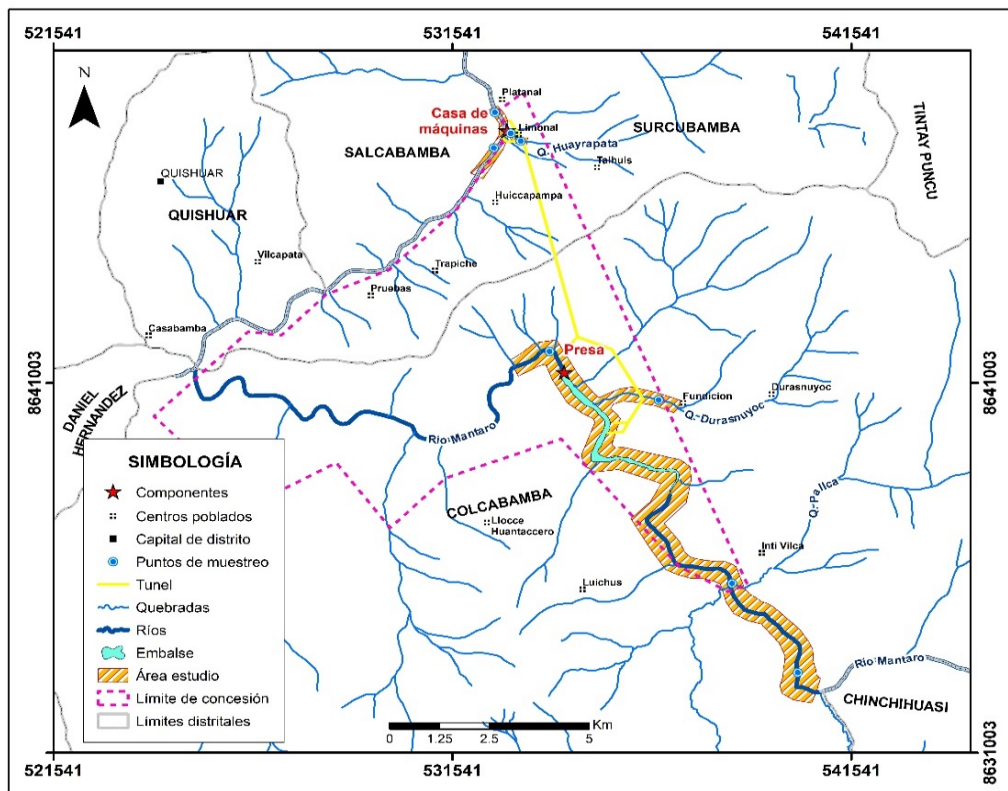 521541
531541
541541
N
Platanal
Casa de
máquinas
Limonal
SURCUBAMBA
TINTAY PUNCU
SALCABAMBA
Q. Huayrapata
Talhuis
QUISHUAR
Huiccapampa
QUISHUAR
Vilcapata
Trapiche
Pruebas
Casabamba
Presa
8641003
8641003
DANIEL
HERNANDEZ
Fundicion
Durasnuyoc
Q.-Durasnuyoc
Río Mantaro
SIMBOLOGÍA
Componentes
Centros poblados
Capital de distrito
Puntos de muestreo
Tunel
Quebradas
Ríos
Embalse
Área estudio
Límite de concesión
Límites distritales
COLCABAMBA
Llocce
Huantaccero
Q.-Pallca
Inti Vilca
Luichus
Río Mantaro
CHINCHIHUASI
Km
0 1.25 2.5 5
8631003
521541
531541
541541